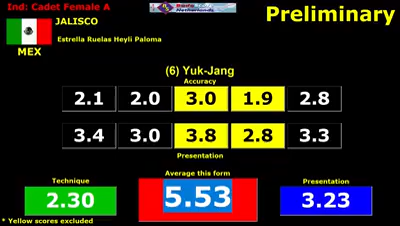 Ind: Cadet Female A
Preliminary
JALISCO
Estrella Ruelas Heyli Paloma
MEX
(6) Yuk-Jang
Accuracy
2.1 2.0 3.0 1.9 2.8
3.4 3.0 3.8 2.8 3.3
Presentation
Technique
Average this form
Presentation
2.30
5.53
3.23
* Yellow scores excluded